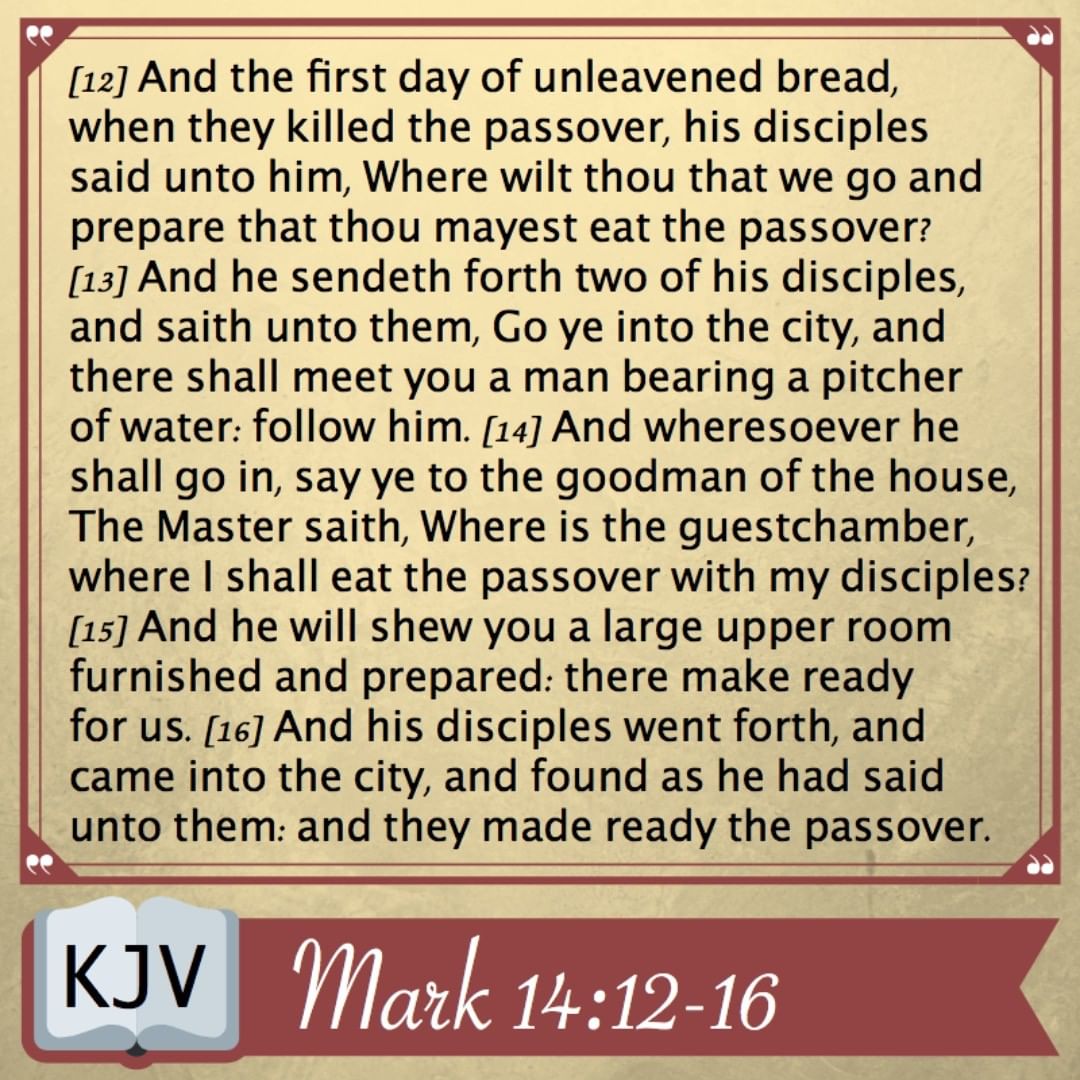 [12] And the first day of unleavened bread,
when they killed the passover, his disciples
said unto him, Where wilt thou that we go and
prepare that thou mayest eat the passover?
[13] And he sendeth forth two of his disciples,
and saith unto them, Go ye into the city, and
there shall meet you a man bearing a pitcher
of water: follow him. [14] And wheresoever he
shall go in, say ye to the goodman of the house,
The Master saith, Where is the guestchamber,
where I shall eat the passover with my disciples?
[15] And he will shew you a large upper room
furnished and prepared: there make ready
for us. [16] And his disciples went forth, and
came into the city, and found as he had said
unto them: and they made ready the passover.
KJV
Mark 14:12-16